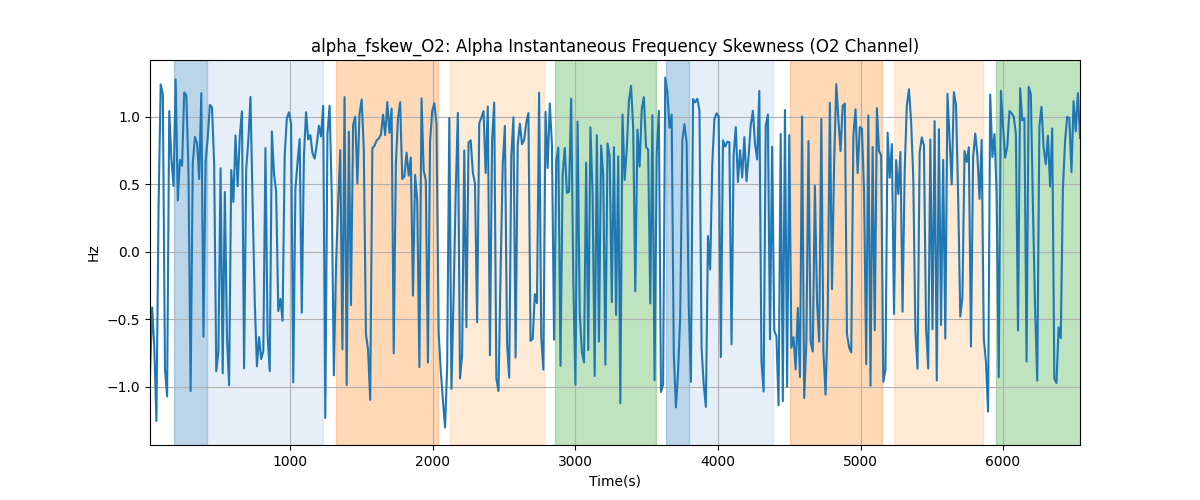 alpha_fskew_O2: Alpha Instantaneous Frequency Skewness (O2 Channel)
Hz
1.0
0.5
0.0
−0.5
−1.0
1000 2000 3000 4000 5000 6000
Time(s)